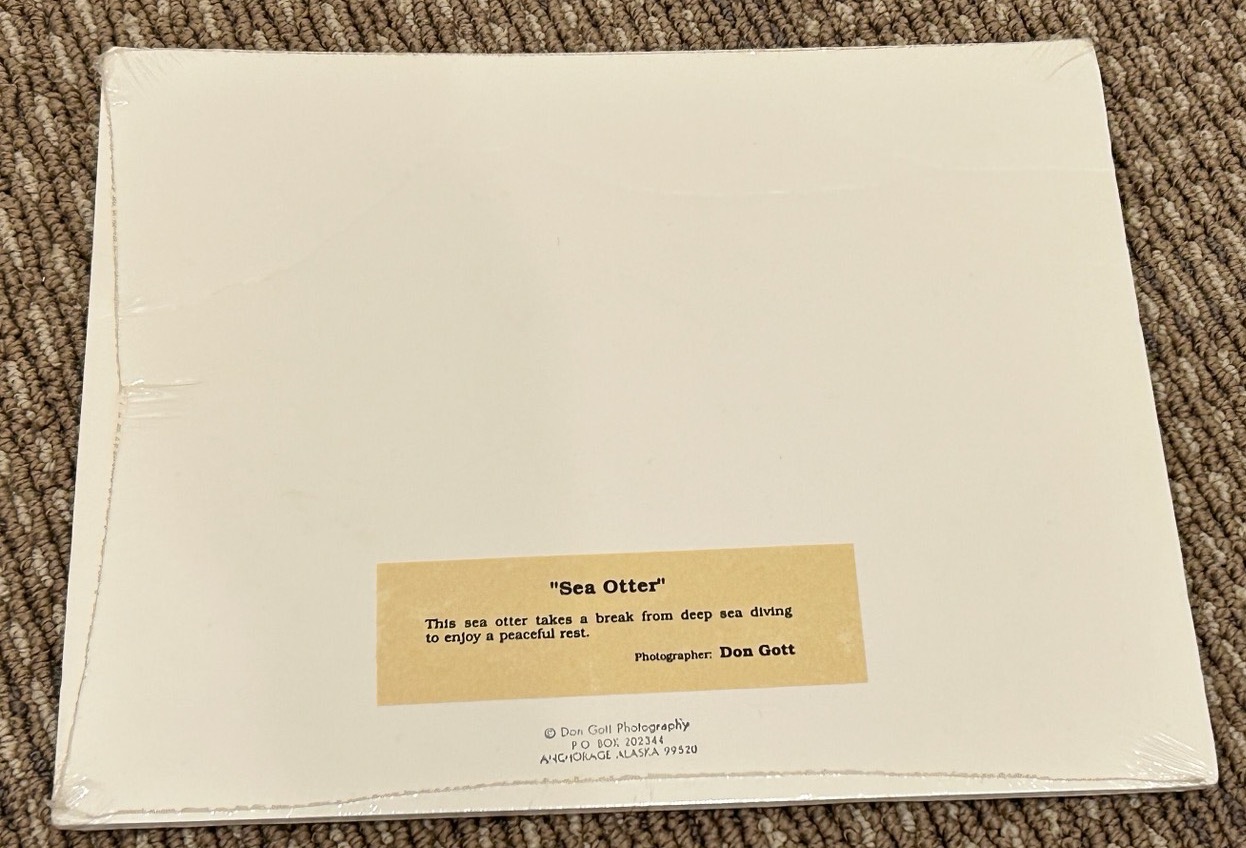 "Sea Otter"
This sea otter takes a break from deep sea diving
to enjoy a peaceful rest.
Photographer: Don Gott
© Don Gott Photography
P O BOX 202344
ANCHORAGE ALASKA 99520